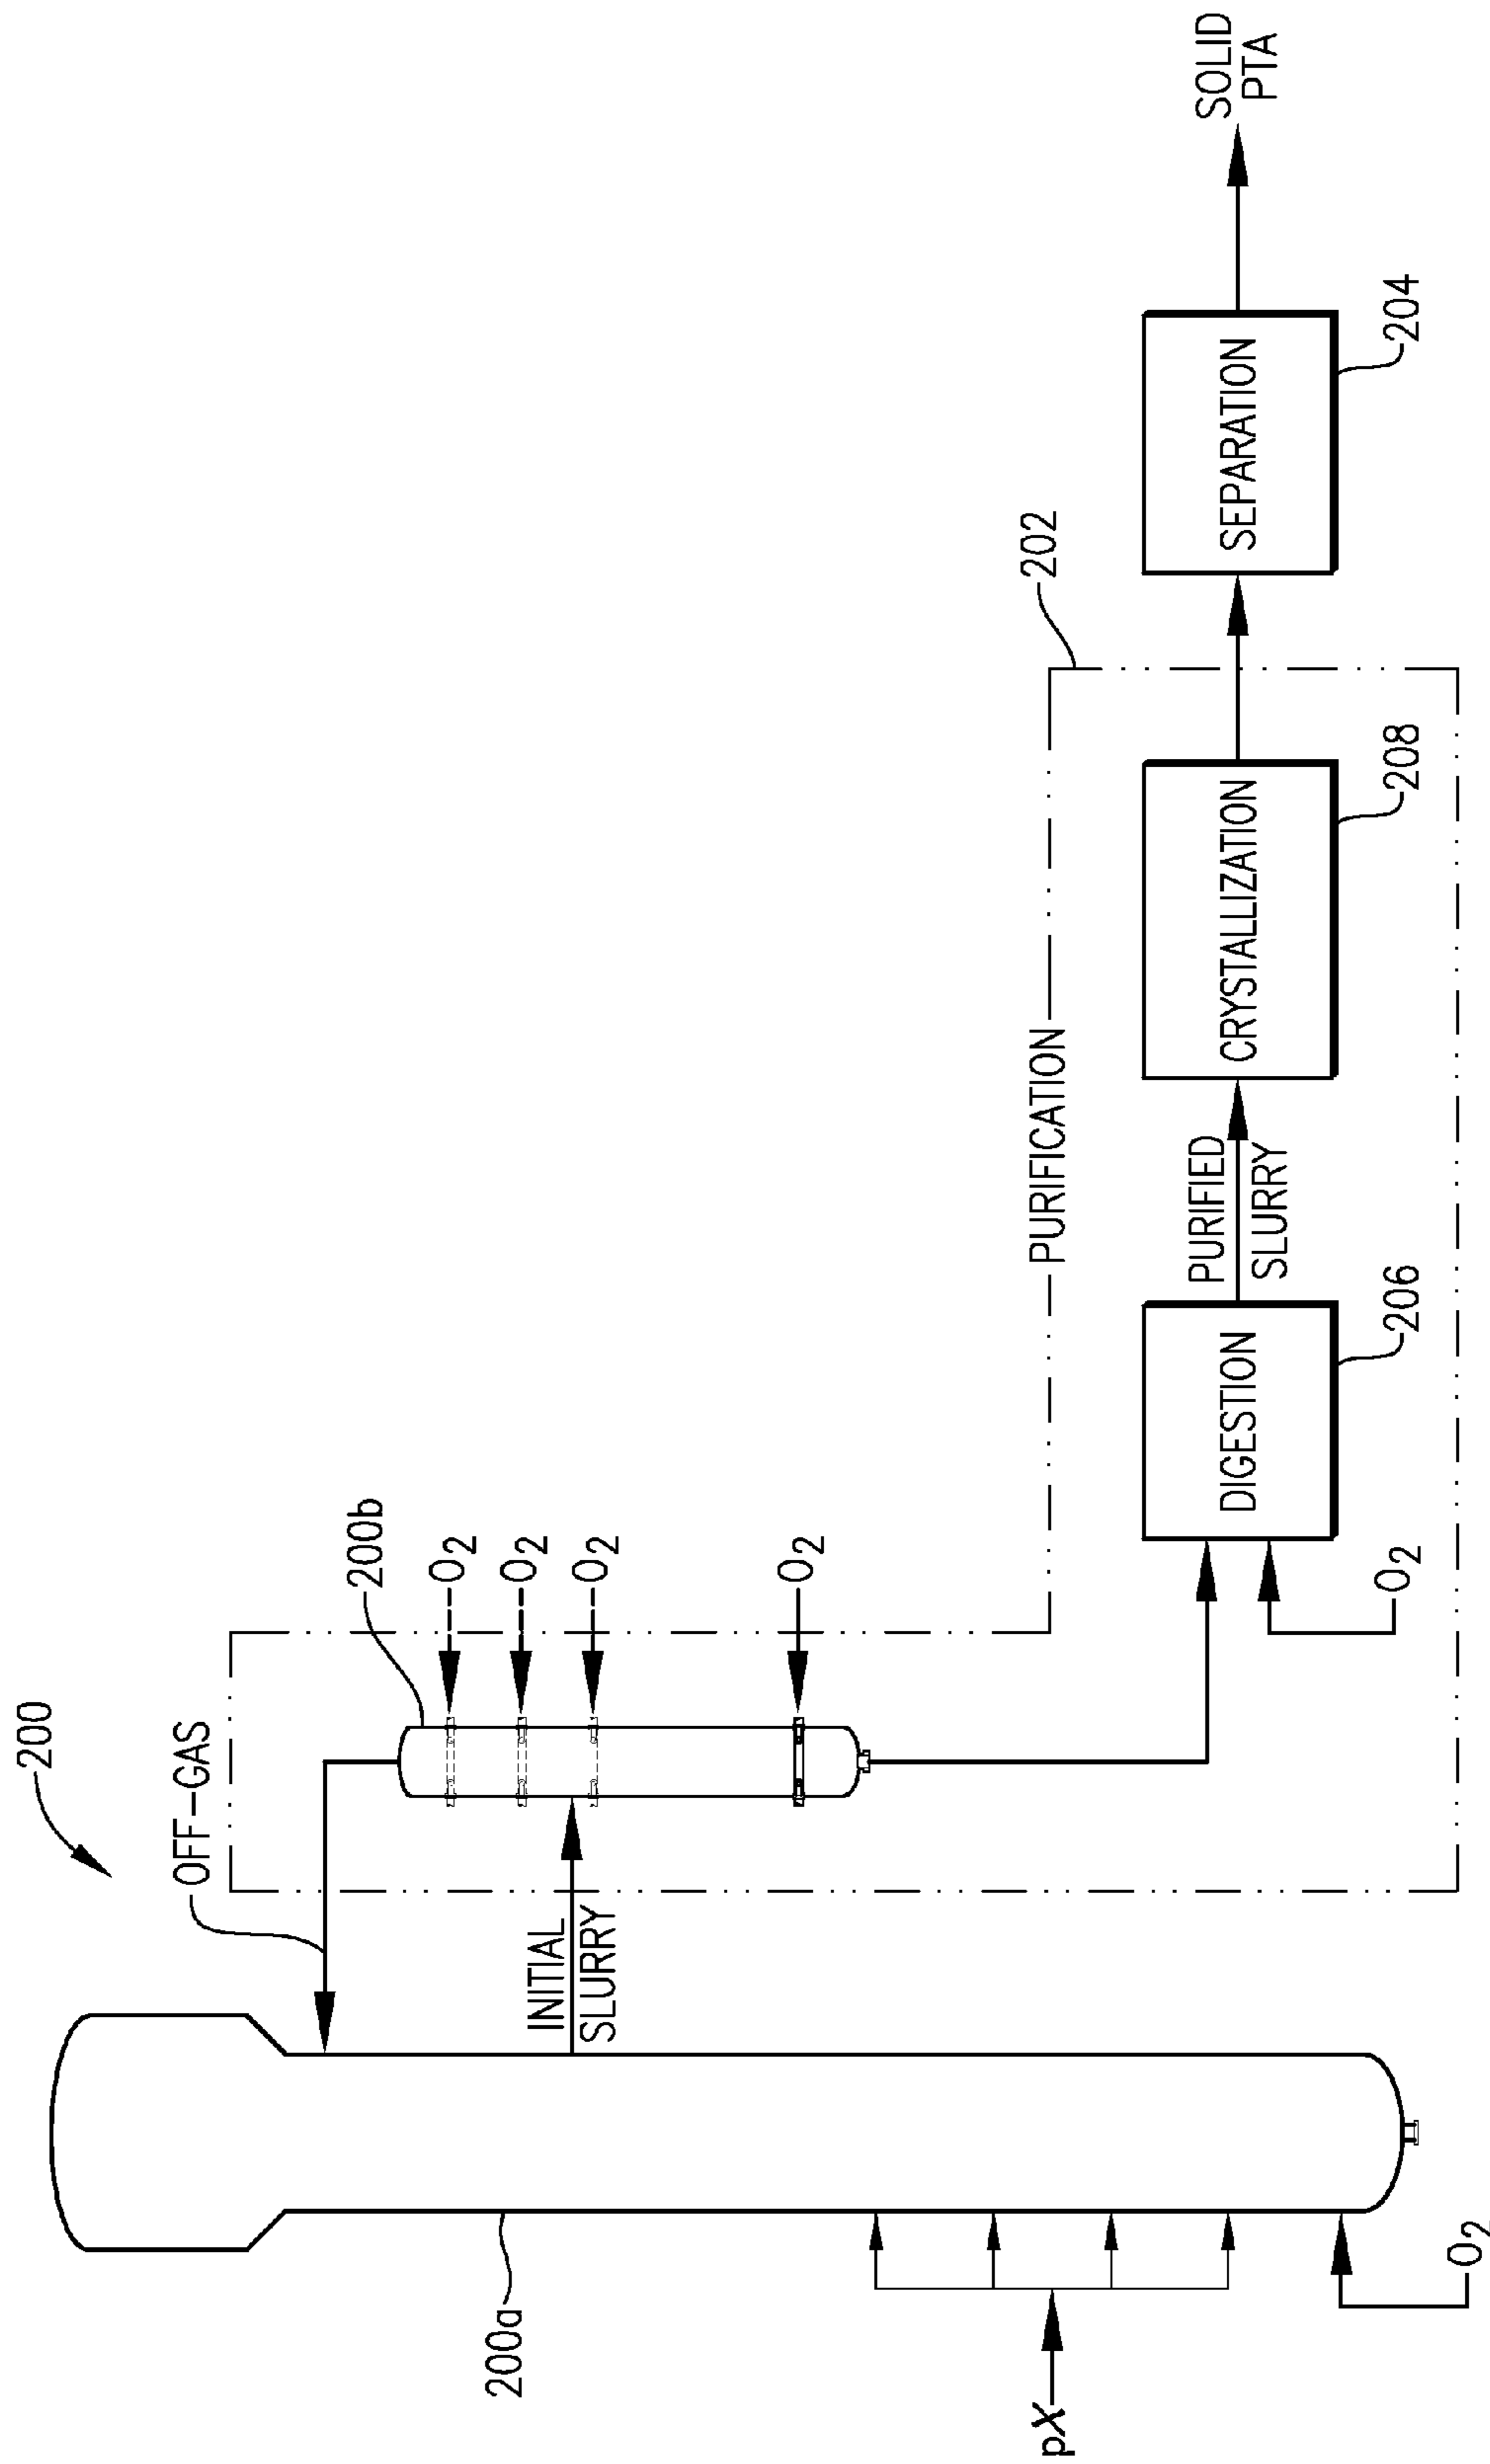 200
OFF-GAS
200b
O2
O2
O2
O2
INITIAL
SLURRY
200a
pX
O2
PURIFICATION
202
DIGESTION
206
O2
PURIFIED
SLURRY
CRYSTALLIZATION
208
SEPARATION
204
SOLID
PTA